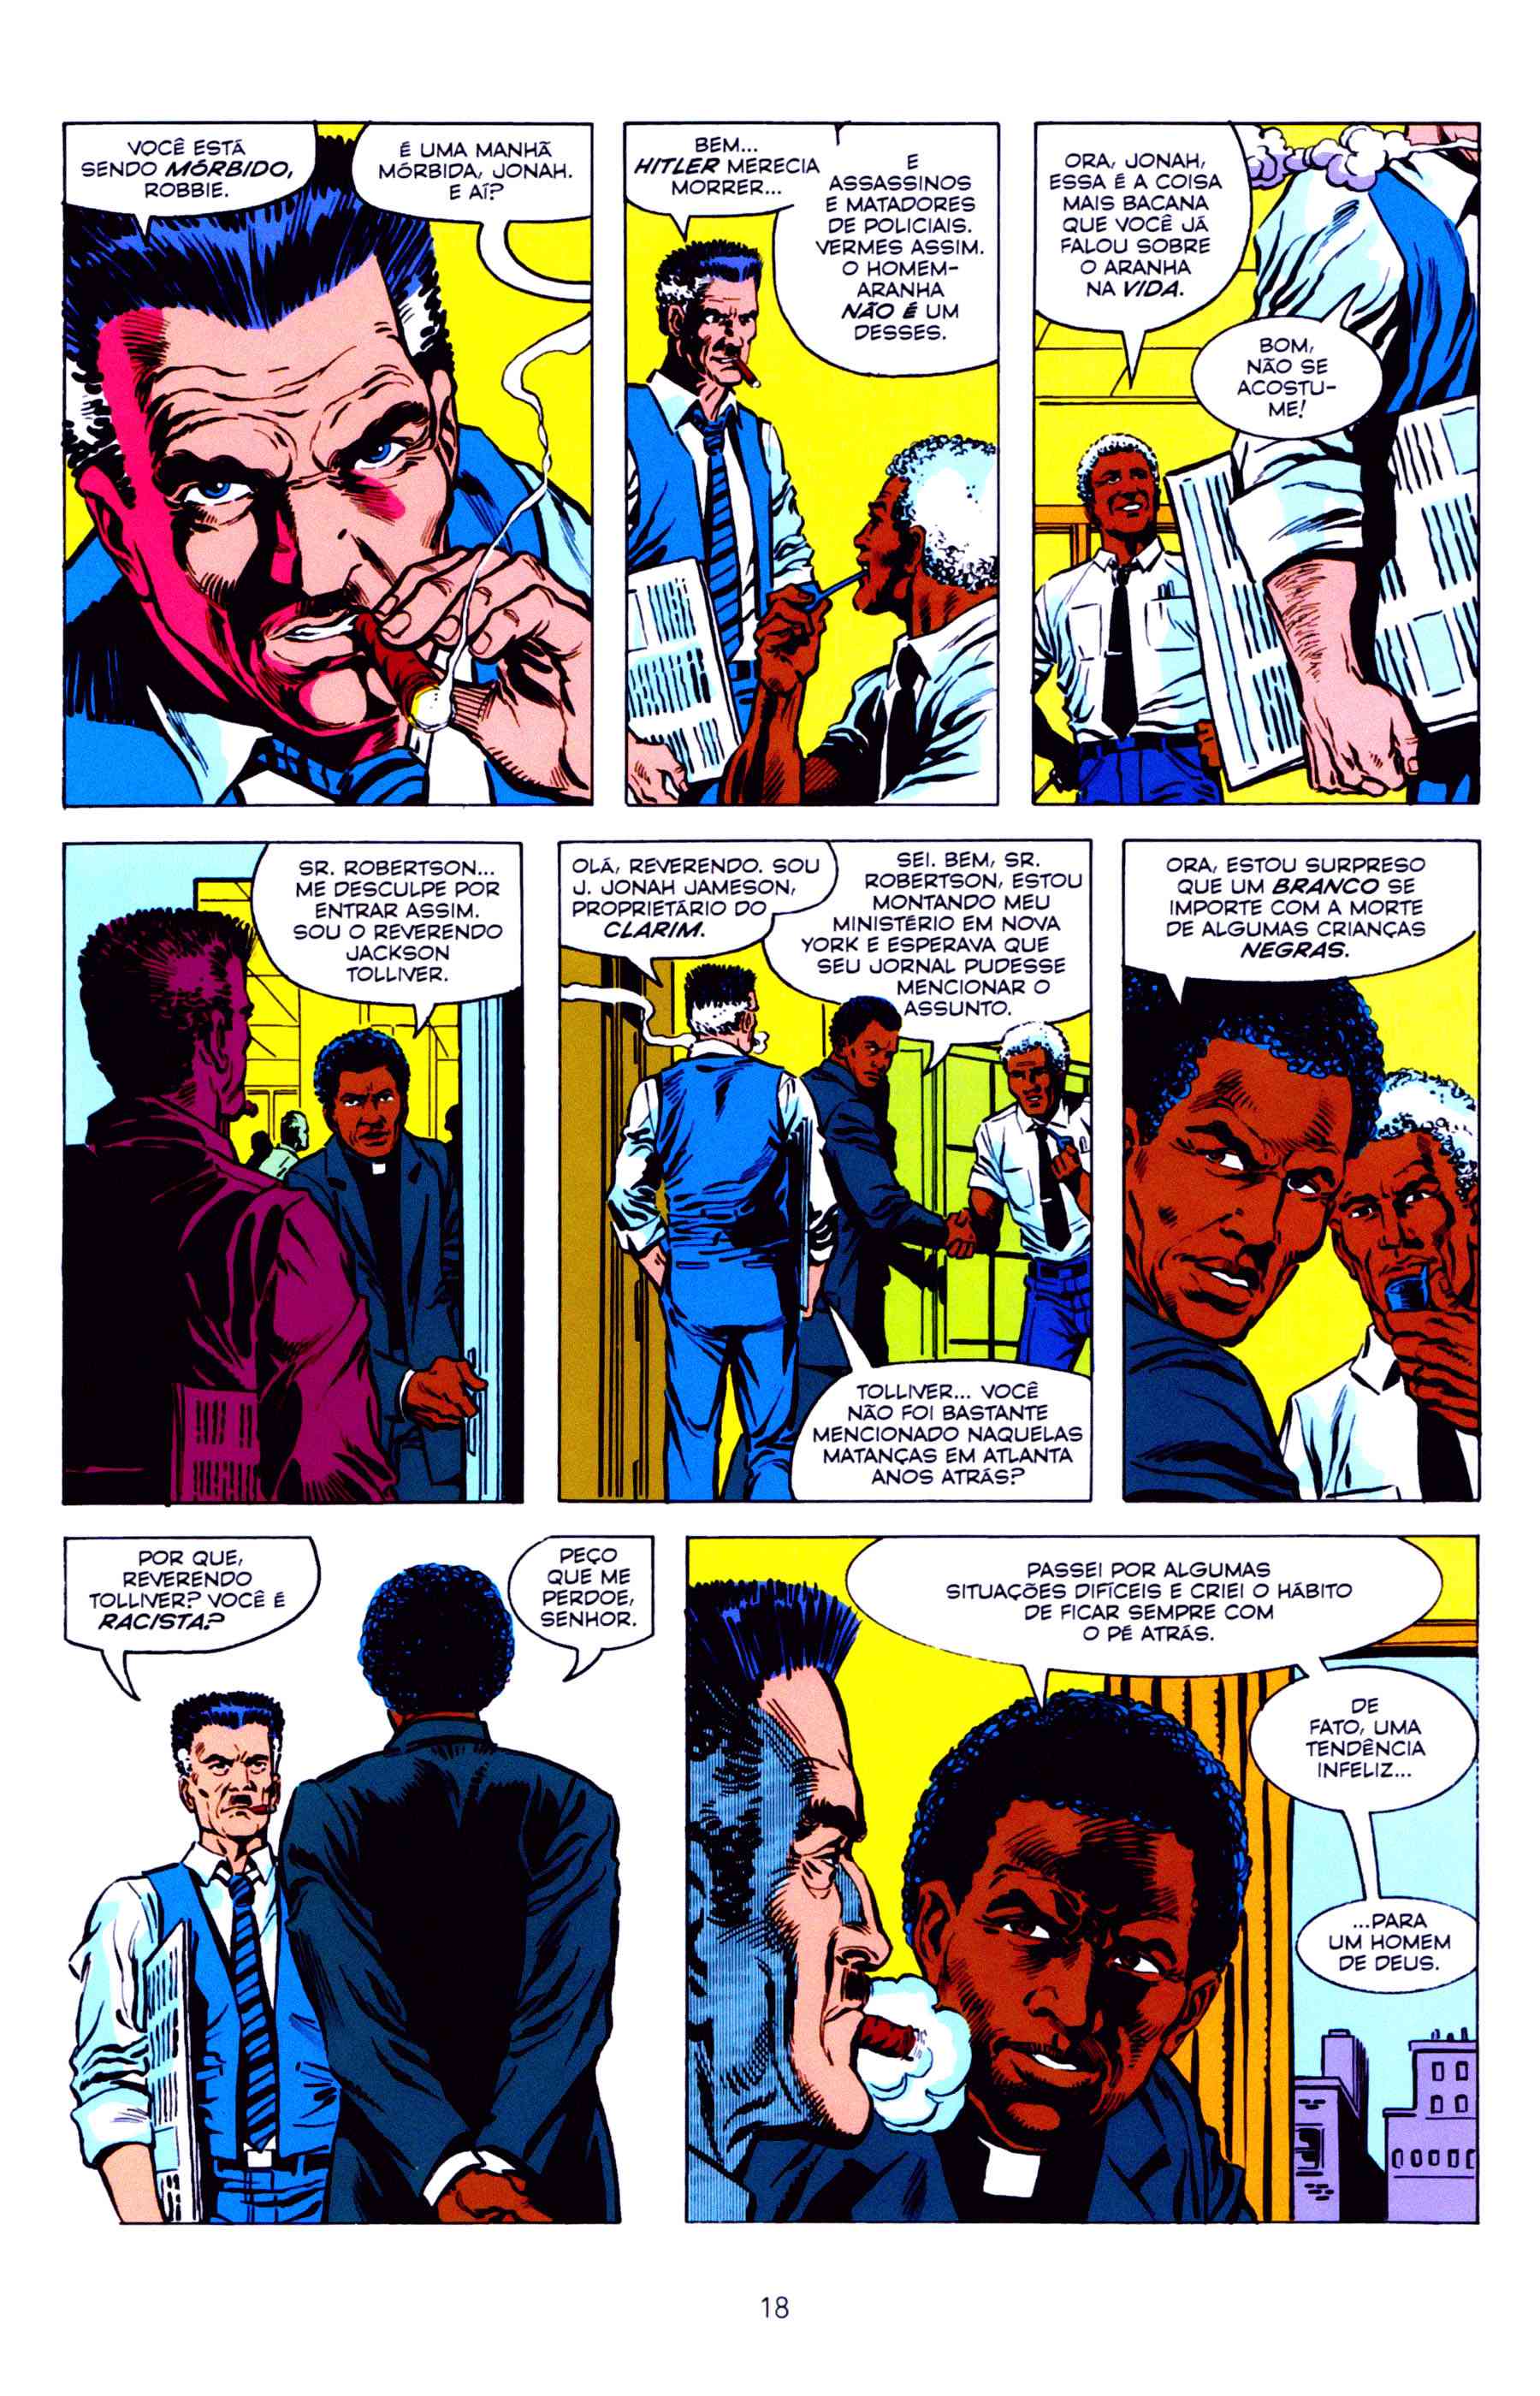 VOCÊ ESTÁ
SENDO MÓRBIDO,
ROBBIE.
É UMA MANHÃ
MÓRBIDA, JONAH.
E AÍ?
BEM...
HITLER MERECIA
MORRER...
E
ASSASSINOS
E MATADORES
DE POLICIAIS.
VERMES ASSIM.
O HOMEM-
ARANHA
NÃO É UM
DESSES.
ORA, JONAH,
ESSA É A COISA
MAIS BACANA
QUE VOCÊ JÁ
FALOU SOBRE
O ARANHA
NA VIDA.
BOM,
NÃO SE
ACOSTU-
ME!
SR. ROBERTSON...
ME DESCULPE POR
ENTRAR ASSIM.
SOU O REVERENDO
JACKSON
TOLLIVER.
OLÁ, REVERENDO. SOU
J. JONAH JAMESON,
PROPRIETÁRIO DO
CLARIM.
SEI. BEM, SR.
ROBERTSON, ESTOU
MONTANDO MEU
MINISTÉRIO EM NOVA
YORK E ESPERAVA QUE
SEU JORNAL PUDESSE
MENCIONAR O
ASSUNTO.
TOLLIVER... VOCÊ
NÃO FOI BASTANTE
MENCIONADO NAQUELAS
MATANÇAS EM ATLANTA
ANOS ATRÁS?
ORA, ESTOU SURPRESO
QUE UM BRANCO SE
IMPORTE COM A MORTE
DE ALGUMAS CRIANÇAS
NEGRAS.
POR QUE,
REVERENDO
TOLLIVER? VOCÊ É
RACISTA?
PEÇO
QUE ME
PERDOE,
SENHOR.
PASSEI POR ALGUMAS
SITUAÇÕES DIFÍCEIS E CRIEI O HÁBITO
DE FICAR SEMPRE COM
O PÉ ATRÁS.
DE
FATO, UMA
TENDÊNCIA
INFELIZ...
...PARA
UM HOMEM
DE DEUS.
18